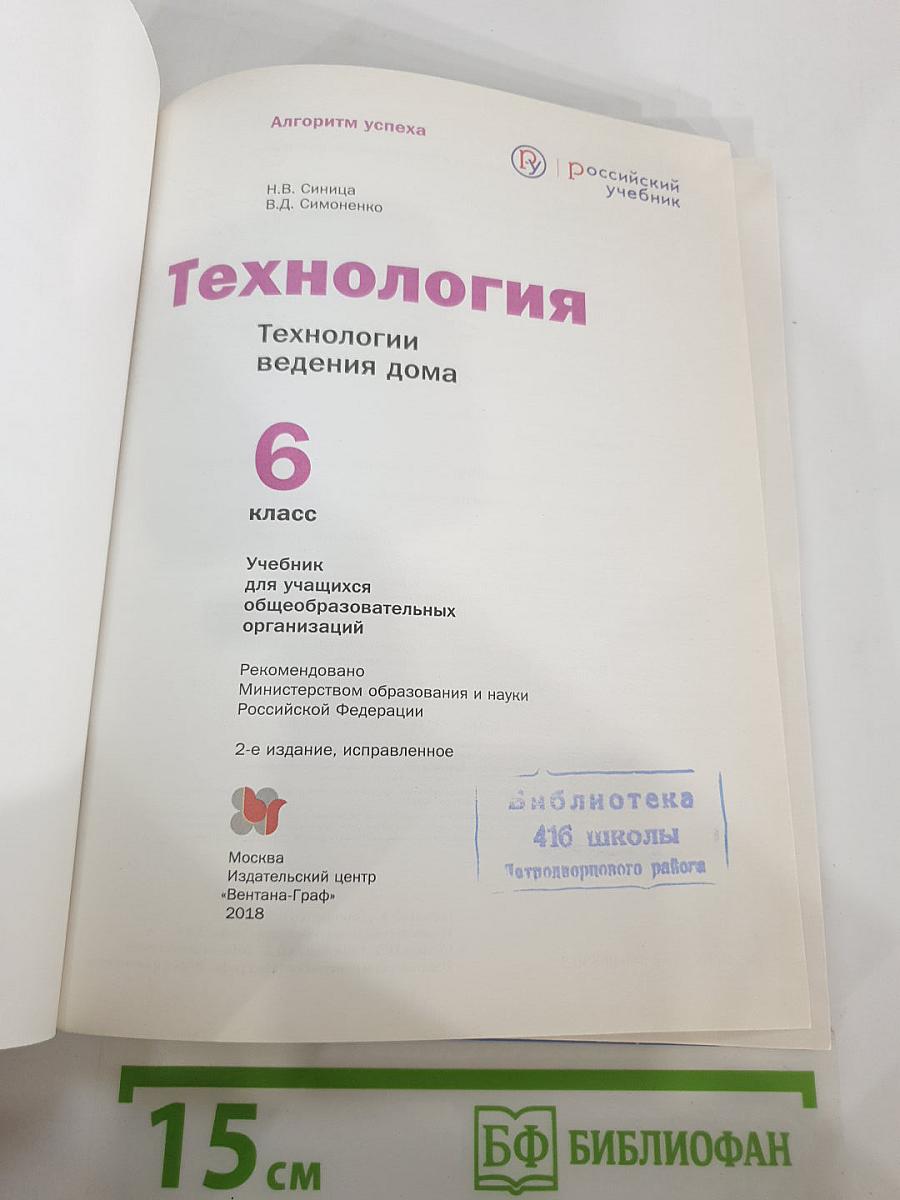 Алгоритм успеха
РУ
Российский
учебник
Н.В. Синица
В.Д. Симоненко
Технология
Технологии
ведения дома
6
класс
Учебник
для учащихся
общеобразовательных
организаций
Рекомендовано
Министерством образования и науки
Российской Федерации
2-е издание, исправленное
Москва
Издательский центр
«Вентана-Граф»
2018
Библиотека
416 школы
Петродворцового района
15 см
БФ БИБЛИОФАН